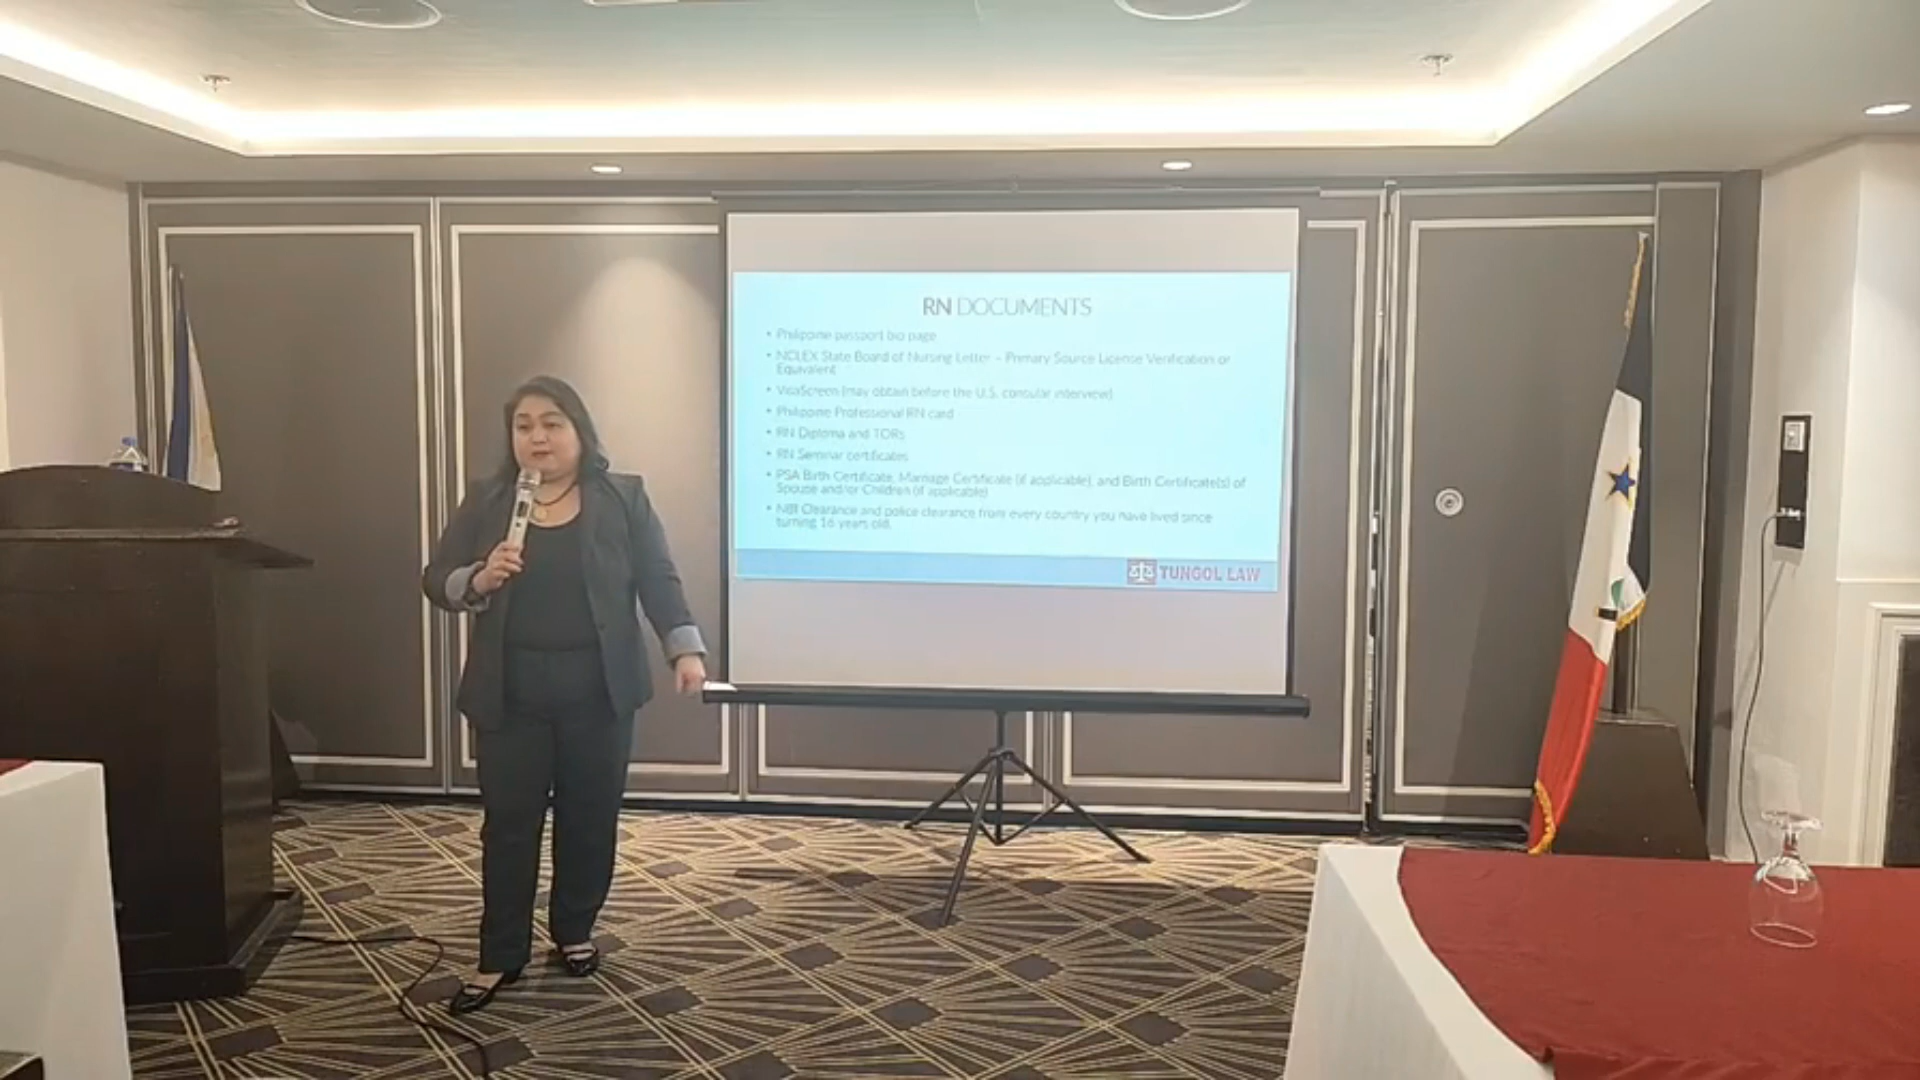 RN DOCUMENTS
• Philippine passport bio page
• NCLEX State Board of Nursing Letter – Primary Source License Verification or
Equivalent
• VisaScreen (may obtain before the U.S. consular interview)
• Philippine Professional RN card
• RN Diploma and TORs
• RN Seminar certificates
• PSA Birth Certificate, Marriage Certificate (if applicable), and Birth Certificate(s) of
Spouse and/or Children (if applicable)
• NBI Clearance and police clearance from every country you have lived since
turning 16 years old.
TUNGOL LAW